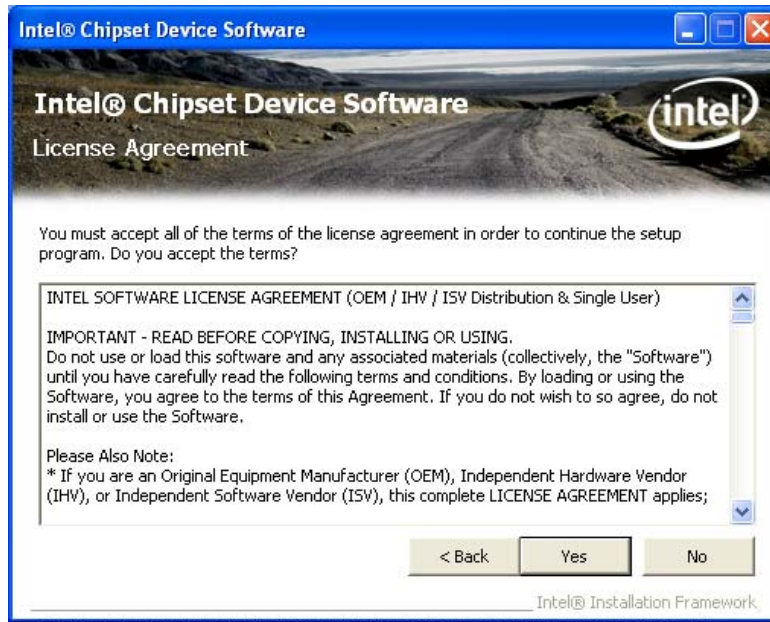 Intel® Chipset Device Software
Intel® Chipset Device Software
intel
License Agreement
You must accept all of the terms of the license agreement in order to continue the setup
program. Do you accept the terms?
INTEL SOFTWARE LICENSE AGREEMENT (OEM / IHV / ISV Distribution & Single User)
IMPORTANT - READ BEFORE COPYING, INSTALLING OR USING.
Do not use or load this software and any associated materials (collectively, the "Software")
until you have carefully read the following terms and conditions. By loading or using the
Software, you agree to the terms of this Agreement. If you do not wish to so agree, do not
install or use the Software.
Please Also Note:
* If you are an Original Equipment Manufacturer (OEM), Independent Hardware Vendor
(IHV), or Independent Software Vendor (ISV), this complete LICENSE AGREEMENT applies;
< Back Yes No
Intel® Installation Framework